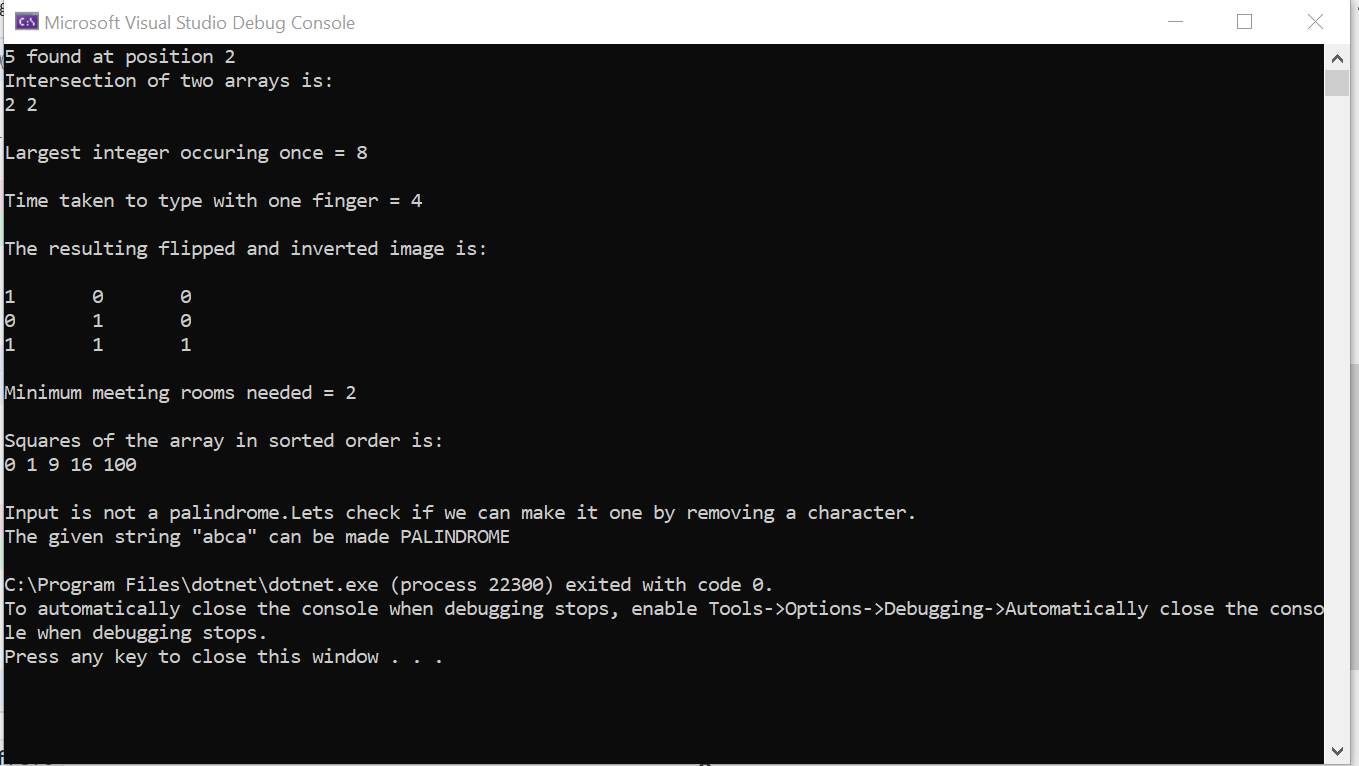 Microsoft Visual Studio Debug Console
5 found at position 2
Intersection of two arrays is:
2 2
Largest integer occuring once = 8
Time taken to type with one finger = 4
The resulting flipped and inverted image is:
1 0 0
0 1 0
1 1 1
Minimum meeting rooms needed = 2
Squares of the array in sorted order is:
0 1 9 16 100
Input is not a palindrome.Lets check if we can make it one by removing a character.
The given string "abca" can be made PALINDROME
C:\Program Files\dotnet\dotnet.exe (process 22300) exited with code 0.
To automatically close the console when debugging stops, enable Tools->Options->Debugging->Automatically close the conso
le when debugging stops.
Press any key to close this window . . .